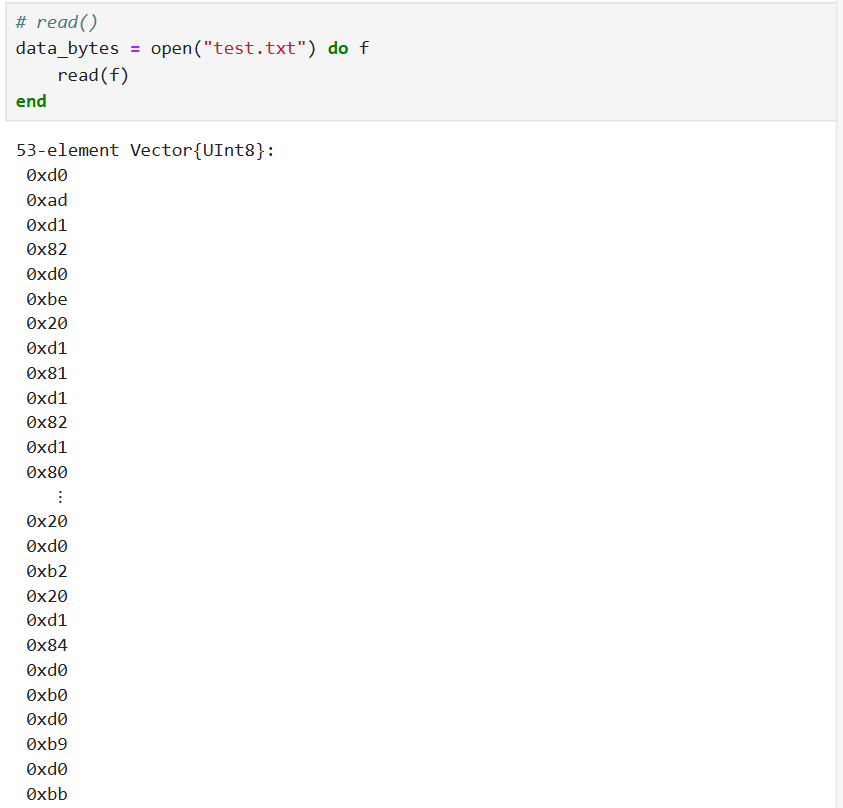 # read()
data_bytes = open("test.txt") do f
    read(f)
end
53-element Vector{UInt8}:
 0xd0
 0xad
 0xd1
 0x82
 0xd0
 0xbe
 0x20
 0xd1
 0x81
 0xd1
 0x82
 0xd1
 0x80
    ⋮
 0x20
 0xd0
 0xb2
 0x20
 0xd1
 0x84
 0xd0
 0xb0
 0xd0
 0xb9
 0xd0
 0xbb